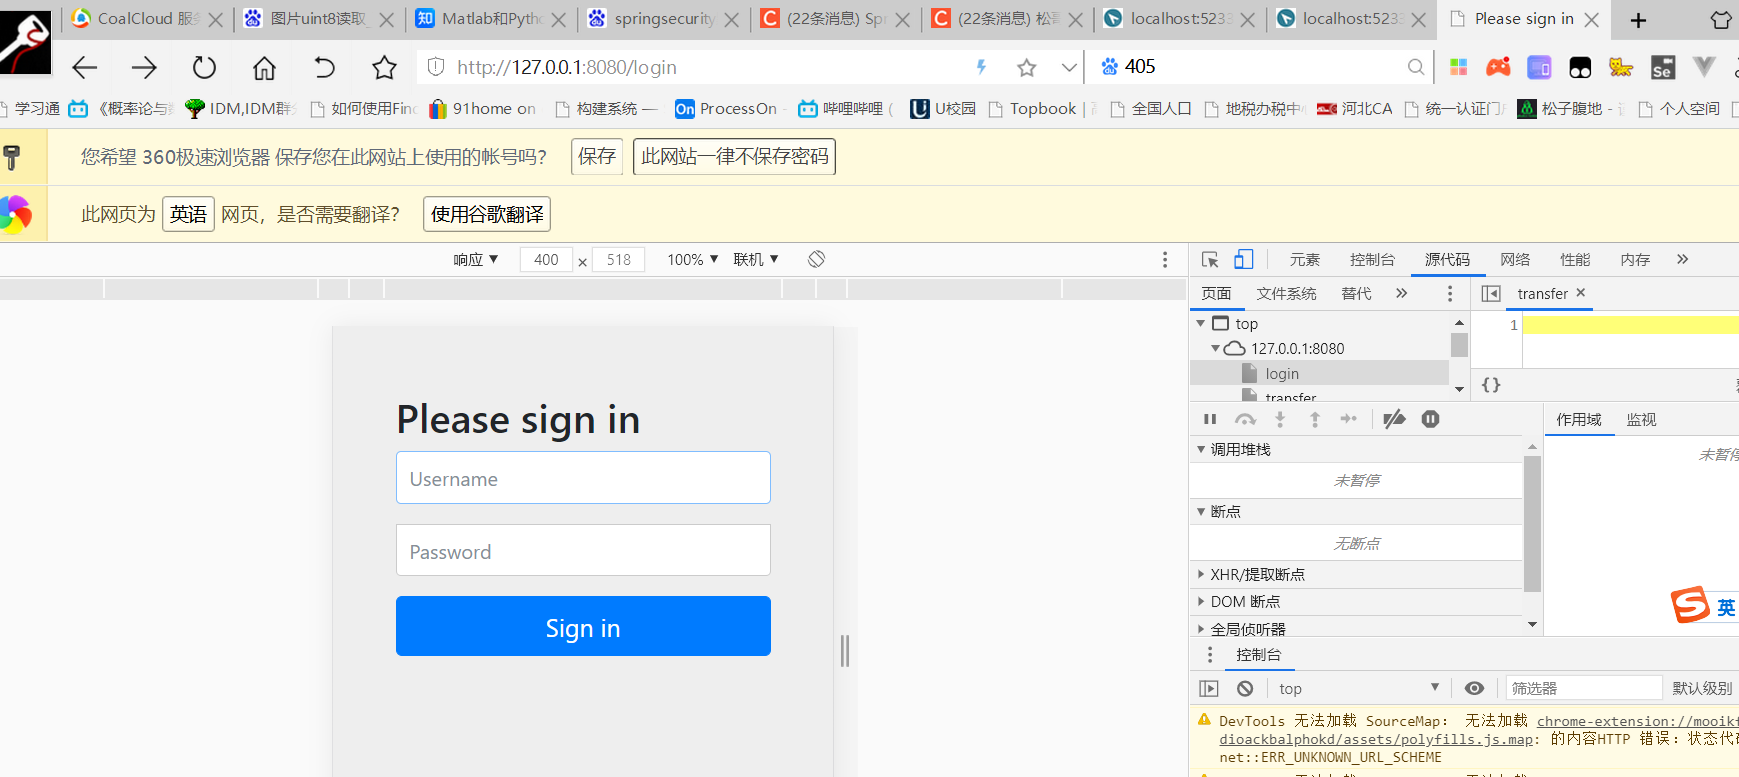 CoalCloud 服
图片uint8读取_
Matlab和Pyth
springsecurity
(22条消息) Sp
(22条消息) 松
localhost:523
localhost:523
Please sign in
http://127.0.0.1:8080/login
405
学习通
《概率论与
IDM,IDM群
如何使用Fin
91home on
构建系统 —
ProcessOn -
哔哩哔哩 (
U校园
Topbook |
全国人口
地税办税中
河北CA
统一认证门
松子腹地 -
个人空间
您希望 360极速浏览器 保存您在此网站上使用的帐号吗？
保存
此网站一律不保存密码
此网页为 英语 网页，是否需要翻译？
使用谷歌翻译
响应 ▼
400 × 518
100% ▼
联机 ▼
元素
控制台
源代码
网络
性能
内存
»
页面
文件系统
替代
»
transfer ×
top
1
127.0.0.1:8080
login
{}
transfer
Please sign in
Username
Password
Sign in
作用域
监视
调用堆栈
未暂停
未暂停
断点
无断点
XHR/提取断点
DOM 断点
全局侦听器
英
控制台
top ▼
筛选器
默认级别
DevTools 无法加载 SourceMap： 无法加载 chrome-extension://mooikf
dioackbalphokd/assets/polyfills.js.map: 的内容HTTP 错误：状态代
net::ERR_UNKNOWN_URL_SCHEME